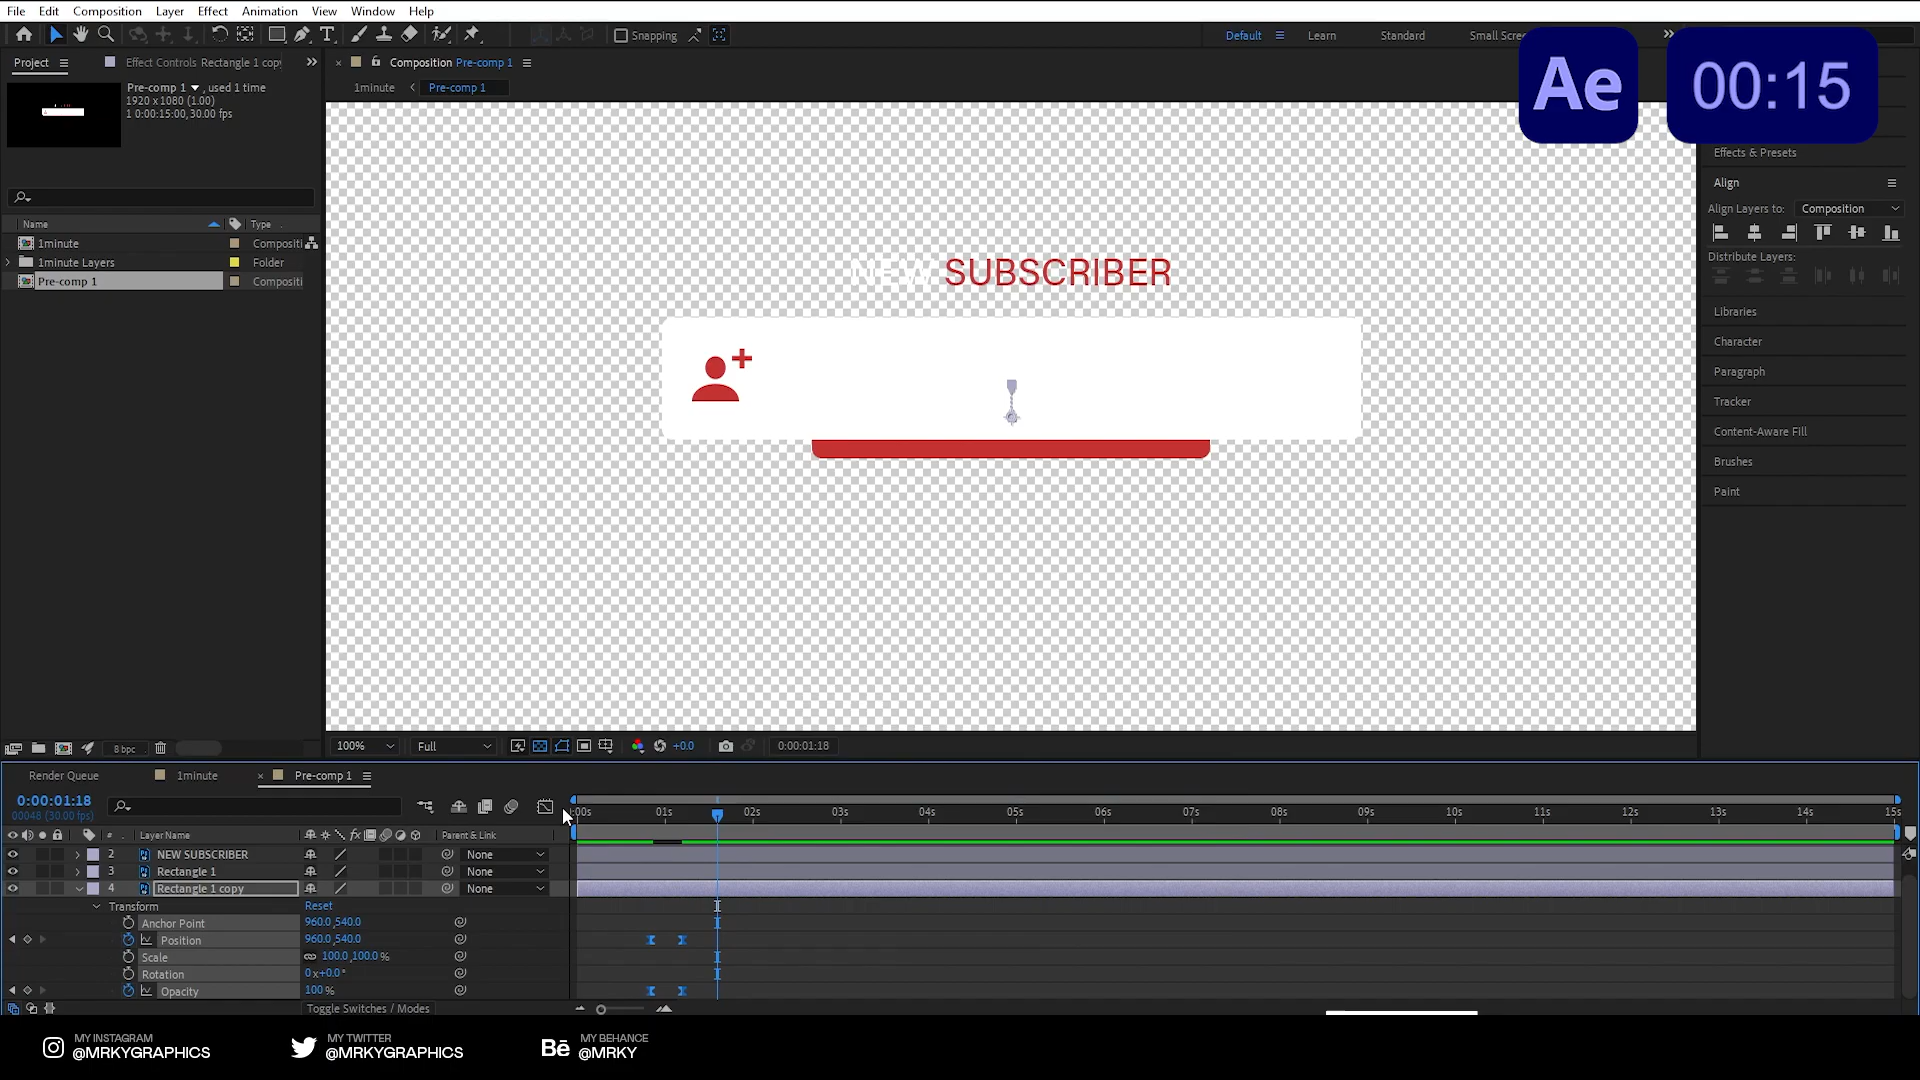 File Edit Composition Layer Effect Animation View Window Help
Snapping
Default Learn Standard Small Scree
Ae 00:15
Project Effect Controls Rectangle 1 copy
Composition Pre-comp 1
1minute Pre-comp 1
Pre-comp 1 , used 1 time
1920 x 1080 (1.00)
1 0:00:15:00, 30.00 fps
Name Type
1minute Compositi
1minute Layers Folder
Pre-comp 1 Compositi
SUBSCRIBER
Effects & Presets
Align
Align Layers to: Composition
Distribute Layers:
Libraries
Character
Paragraph
Tracker
Content-Aware Fill
Brushes
Paint
8 bpc
100% Full +0.0 0:00:01:18
Render Queue 1minute Pre-comp 1
0:00:01:18
00048 (30.00 fps)
:00s 01s 02s 03s 04s 05s 06s 07s 08s 09s 10s 11s 12s 13s 14s 15s
# Layer Name fx Parent & Link
2 NEW SUBSCRIBER None
3 Rectangle 1 None
4 Rectangle 1 copy None
Transform Reset
Anchor Point 960.0,540.0
Position 960.0,540.0
Scale 100.0,100.0%
Rotation 0x+0.0°
Opacity 100%
Toggle Switches / Modes
MY INSTAGRAM
@MRKYGRAPHICS
MY TWITTER
@MRKYGRAPHICS
Bē
MY BEHANCE
@MRKY